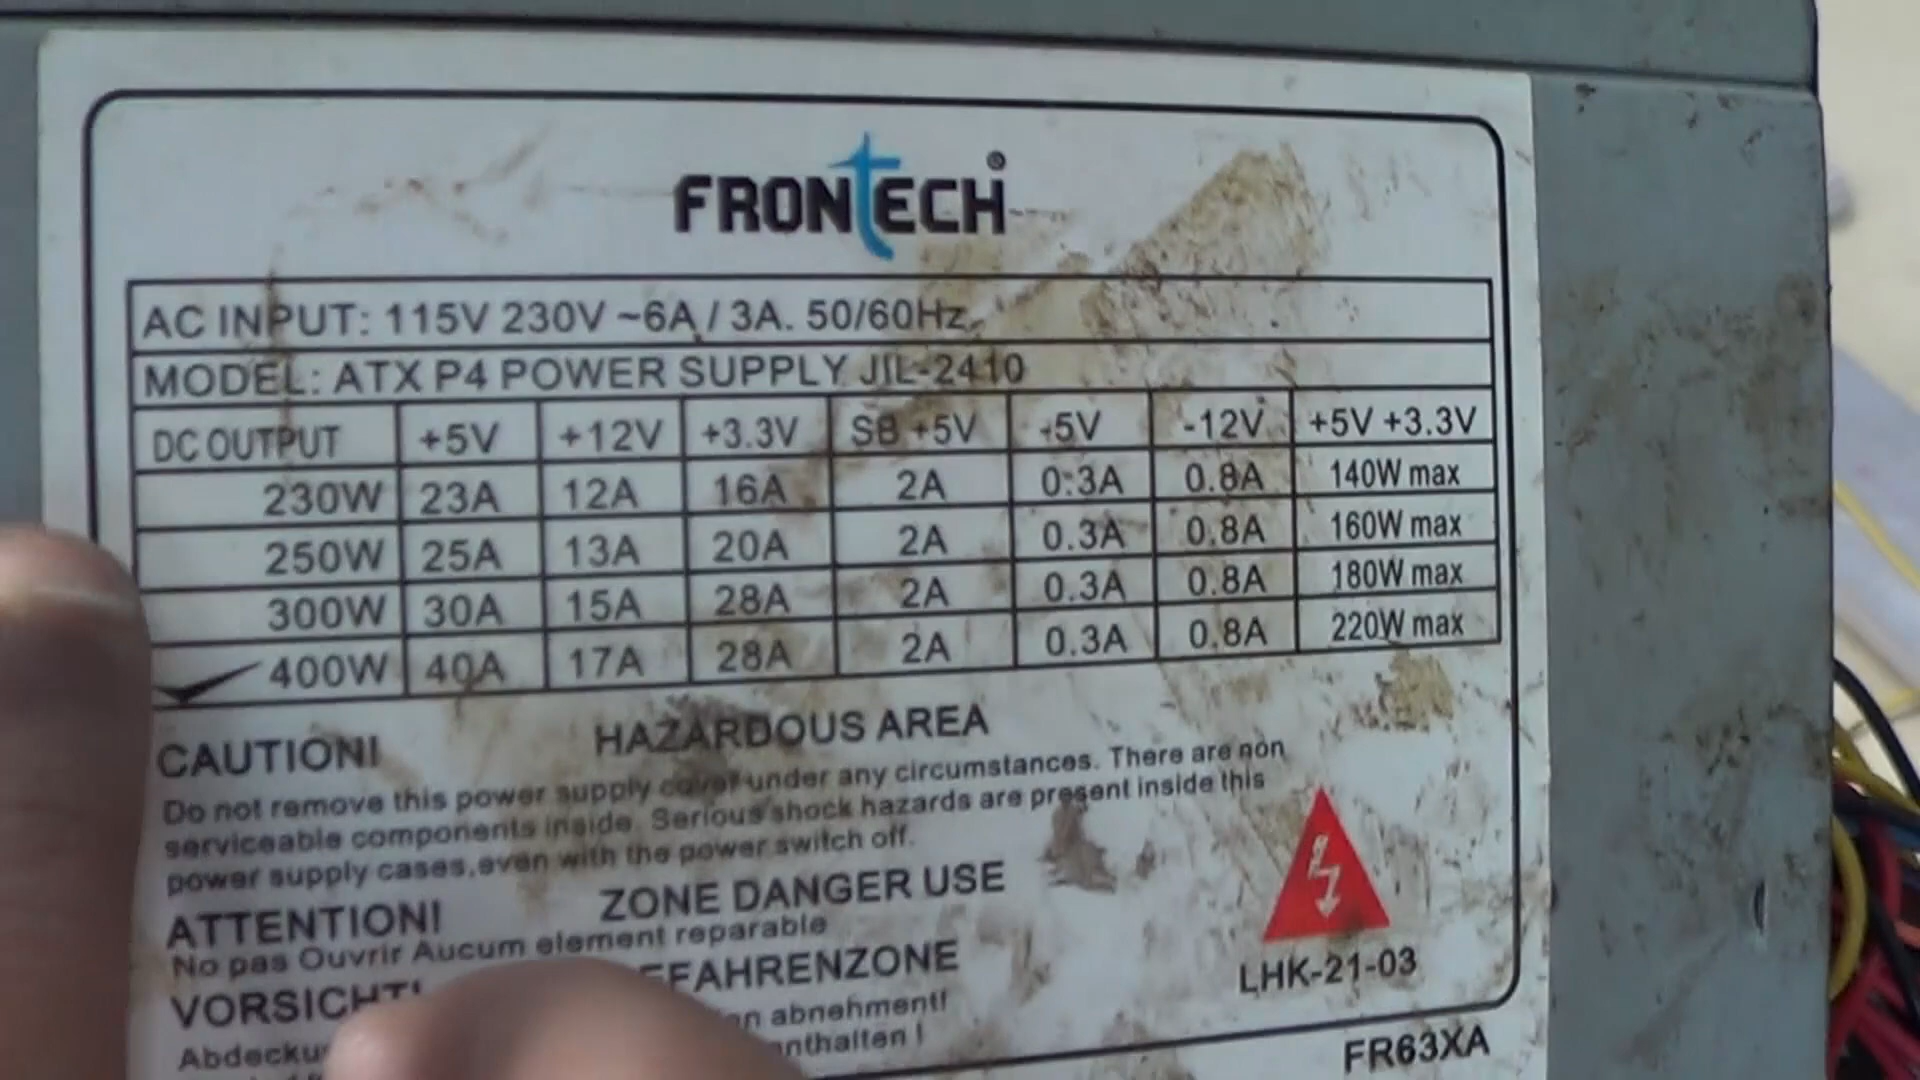 FRONTECH®
AC INPUT: 115V 230V ~6A / 3A. 50/60Hz
MODEL: ATX P4 POWER SUPPLY JIL-2410
DC OUTPUT +5V +12V +3.3V SB +5V -5V -12V +5V +3.3V
230W 23A 12A 16A 2A 0.3A 0.8A 140W max
250W 25A 13A 20A 2A 0.3A 0.8A 160W max
300W 30A 15A 28A 2A 0.3A 0.8A 180W max
400W 40A 17A 28A 2A 0.3A 0.8A 220W max
CAUTION! HAZARDOUS AREA
Do not remove this power supply cover under any circumstances. There are non
serviceable components inside. Serious shock hazards are present inside this
power supply cases,even with the power switch off.
ATTENTION! ZONE DANGER USE
No pas Ouvrir Aucum element reparable
VORSICHT! EFAHRENZONE
Abdecku n abnehment!
nthalten !
LHK-21-03
FR63XA